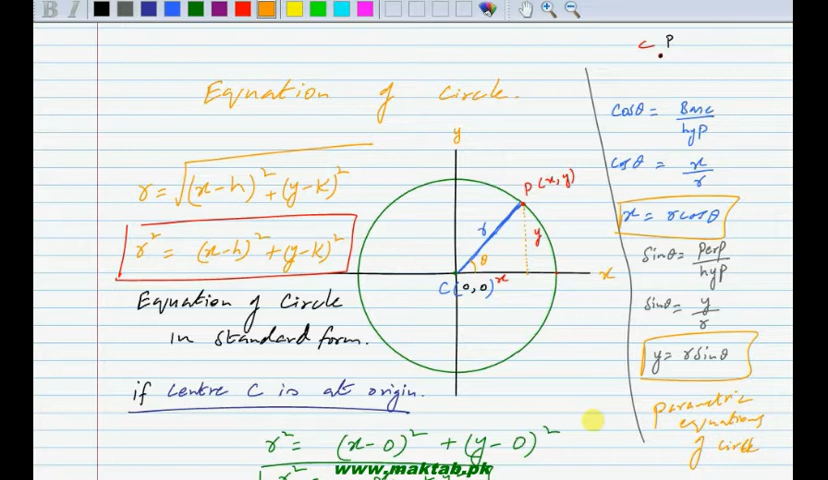 B I
Equation of Circle.
r = √(x-h)² + (y-k)²
r² = (x-h)² + (y-k)²
Equation of Circle
in standard form.
if Centre C is at origin.
r² = (x-0)² + (y-0)²
www.maktab.pk
y
P (x, y)
r
y
θ
x
C (0, 0)
x
C P
Cosθ = Base
hyp
cosθ = x
r
x = r cosθ
Sinθ = perp
hyp
sinθ = y
r
y = r sinθ
parametric
equations
of circle